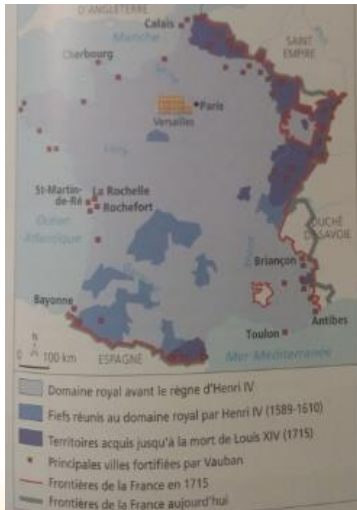 D'ANGLETERRE
Calais
Manche
SAINT
EMPIRE
Cherbourg
Paris
Versailles
St-Martin-
de-Ré
La Rochelle
Rochefort
Océan
Atlantique
DUCHÉ
DE SAVOIE
Briançon
Bayonne
Antibes
Toulon
N
0 100 km
ESPAGNE
Mer Méditerranée
Domaine royal avant le règne d'Henri IV
Fiefs réunis au domaine royal par Henri IV (1589-1610)
Territoires acquis jusqu'à la mort de Louis XIV (1715)
Principales villes fortifiées par Vauban
Frontières de la France en 1715
Frontières de la France aujourd'hui